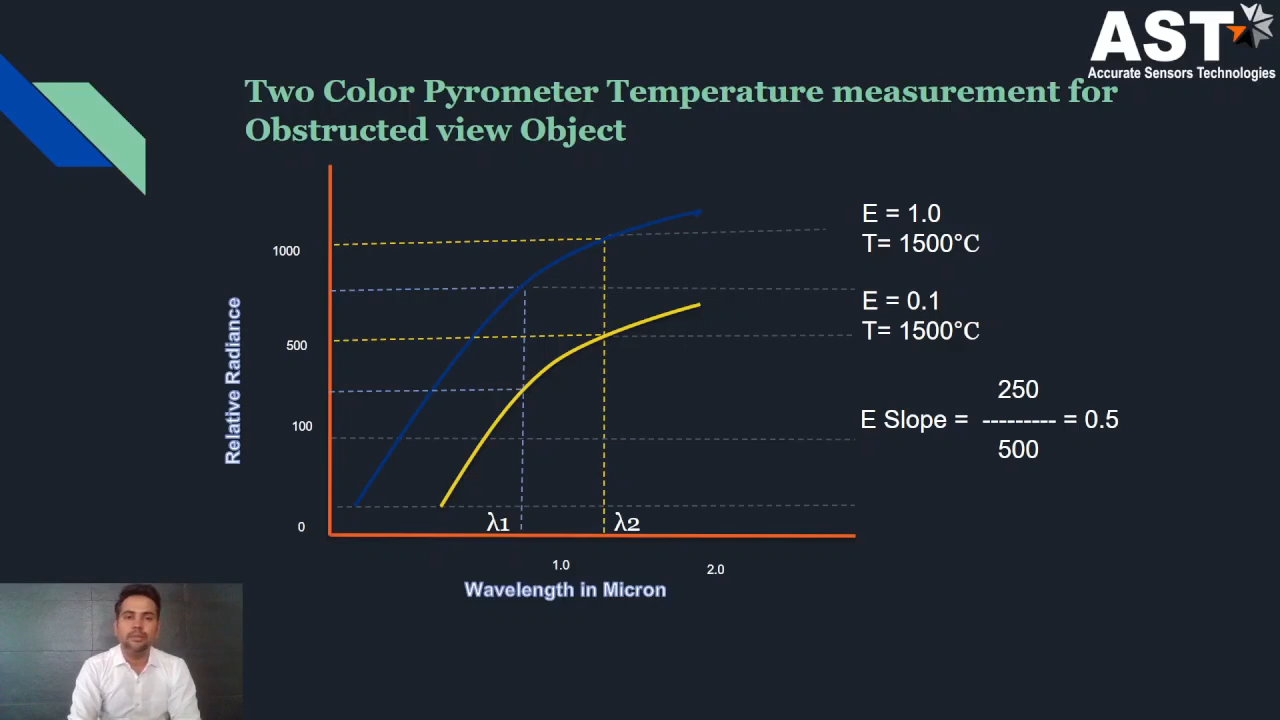 AST
Accurate Sensors Technologies
Two Color Pyrometer Temperature measurement for
Obstructed view Object
E = 1.0
T= 1500°C
E = 0.1
T= 1500°C
250
E Slope = --------- = 0.5
500
Relative Radiance
1000
500
100
0
λ1
λ2
1.0
2.0
Wavelength in Micron